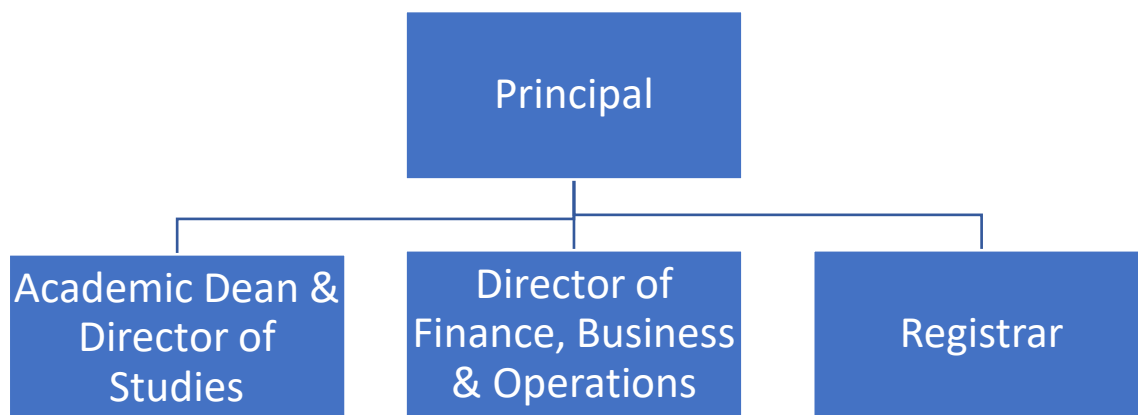 Principal
Academic Dean &
Director of
Studies
Director of
Finance, Business
& Operations
Registrar